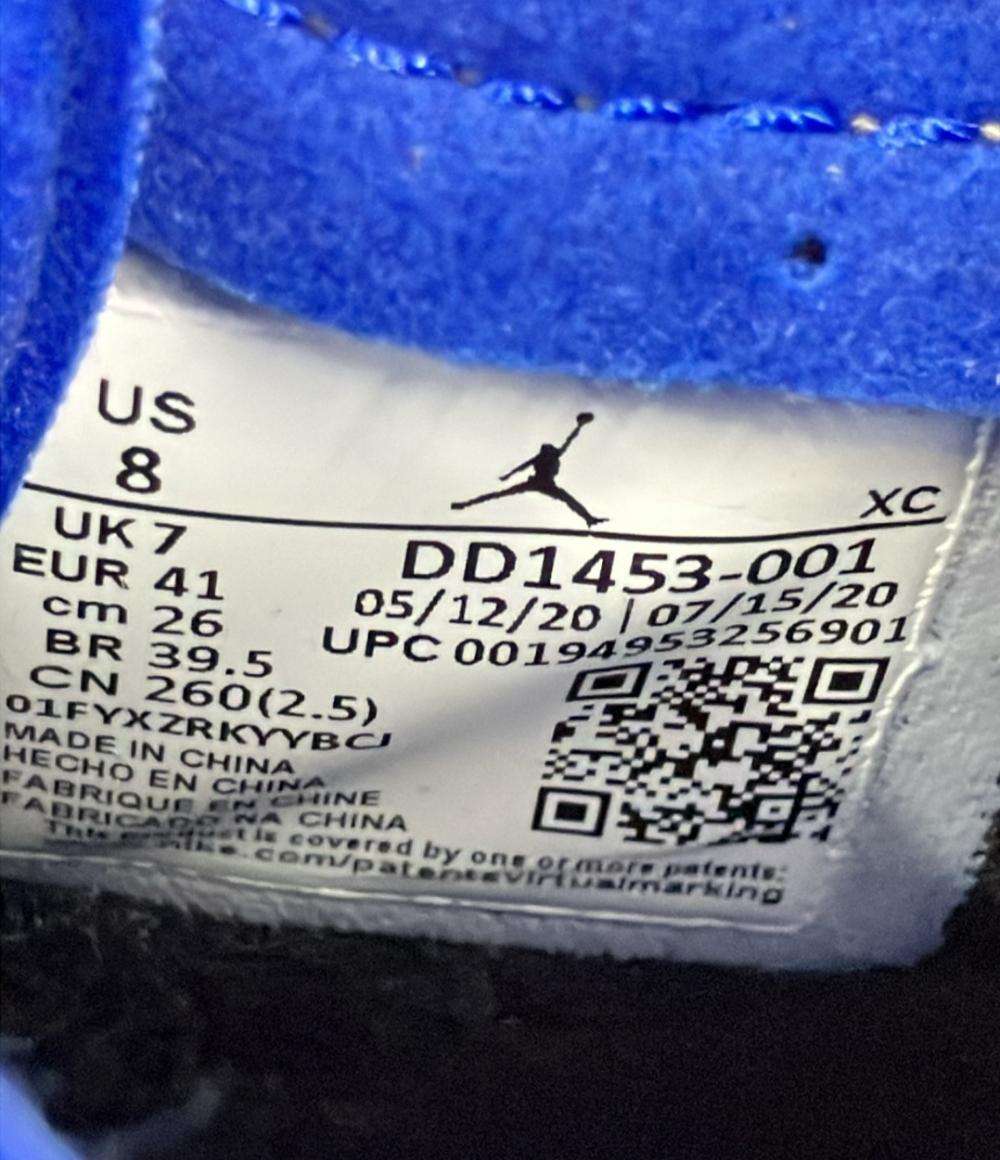 US
8
XC
UK 7
EUR 41
cm 26
BR 39.5
CN 260(2.5)
DD1453-001
05/12/20 | 07/15/20
UPC 00194953256901
01FYXZRKYYBCJ
MADE IN CHINA
HECHO EN CHINA
FABRIQUE EN CHINE
FABRICADO NA CHINA
This product is covered by one or more patents:
nike.com/patentsvirtualmarking